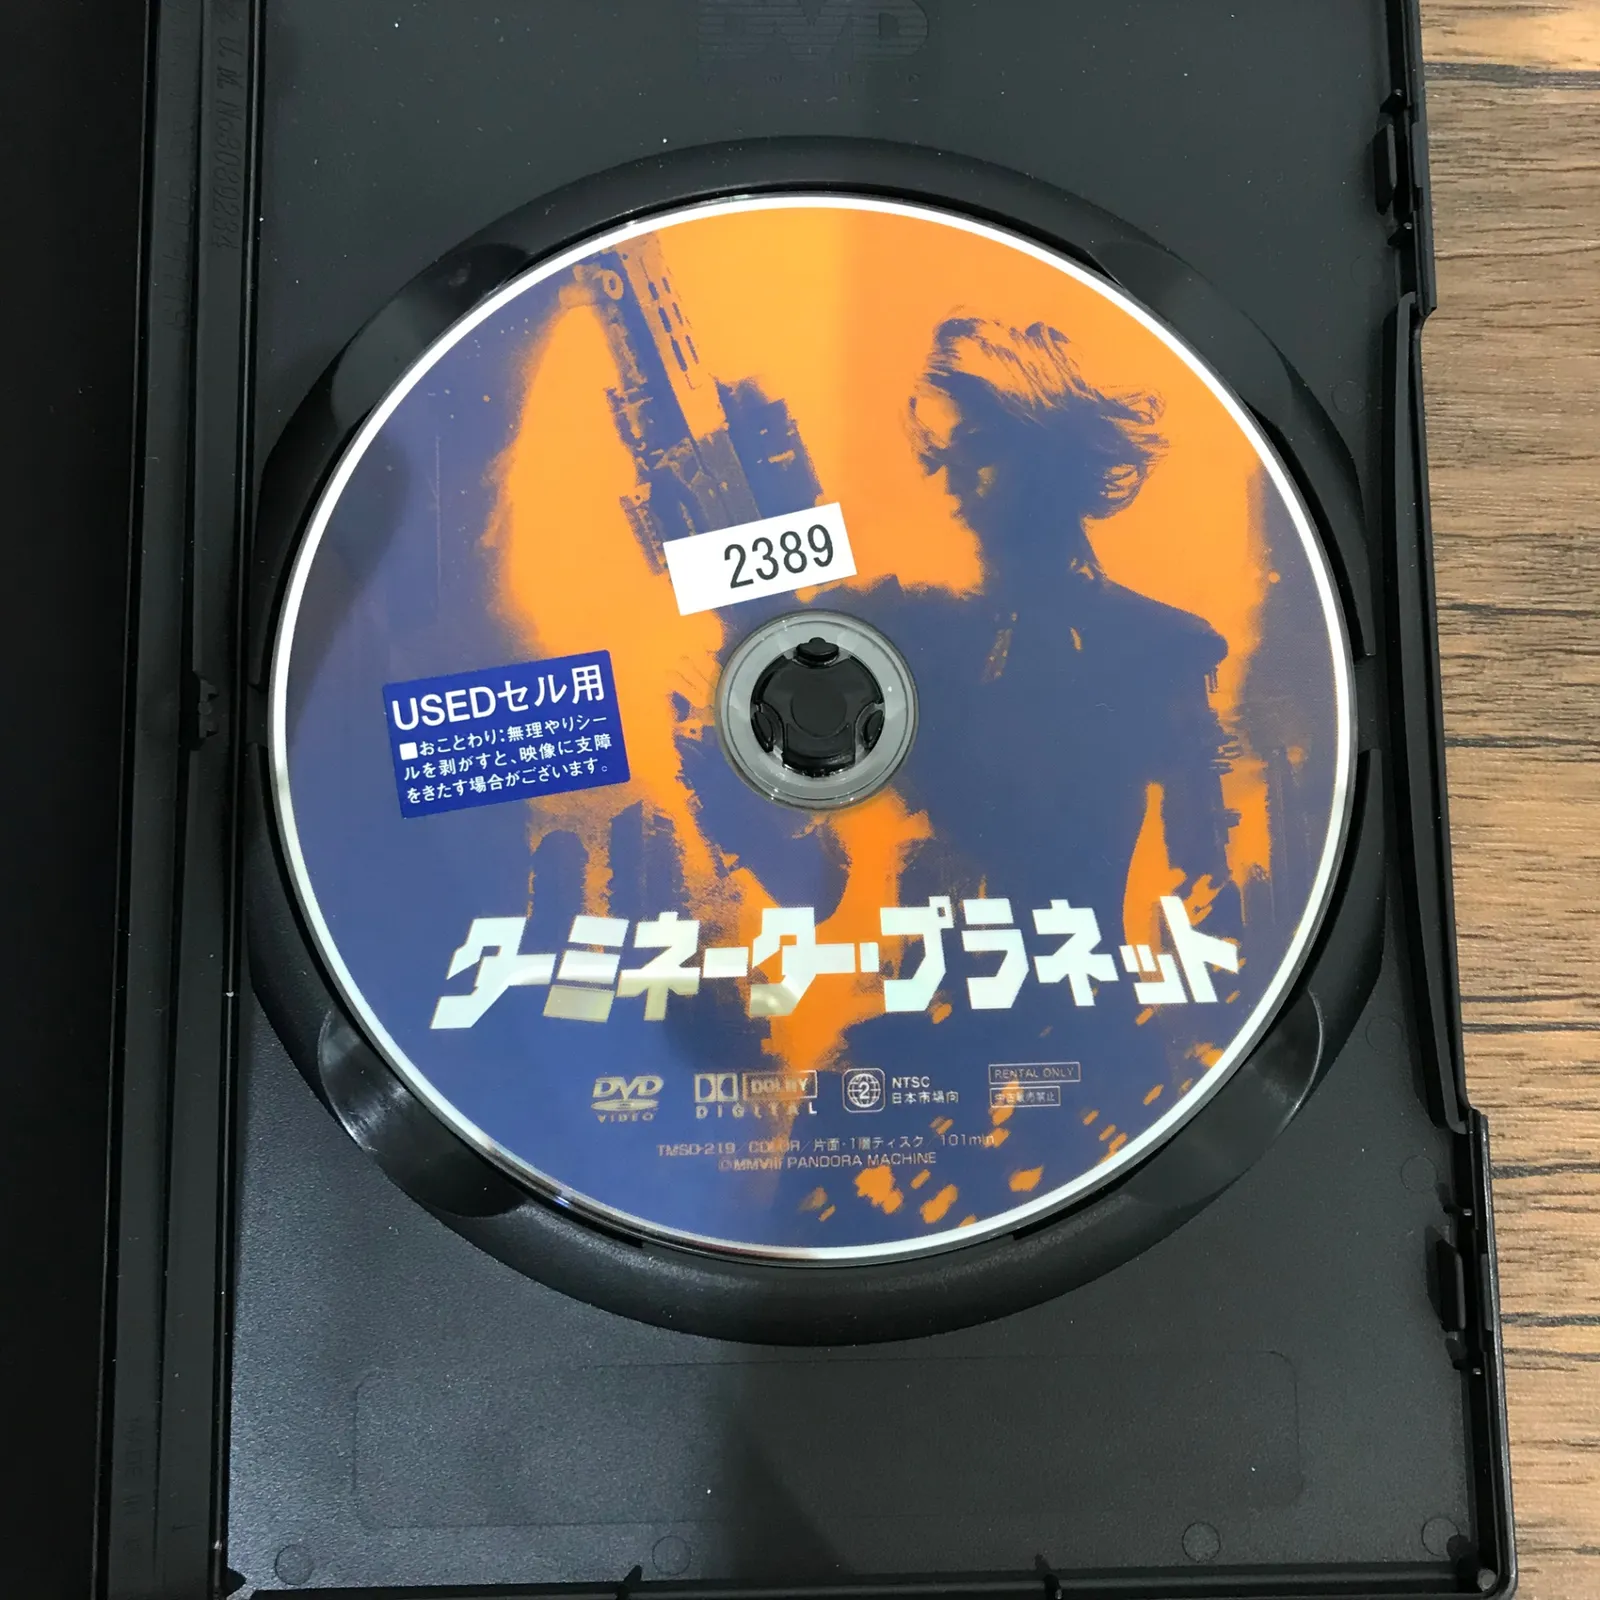 DVD
U.M.No3089234
2389
USEDセル用
■おことわり:無理やりシー
ルを剥がすと、映像に支障
をきたす場合がございます。
ターミネーター・プラネット
DVD
VIDEO
DOLBY
DIGITAL
2
NTSC
日本市場向
RENTAL ONLY
中古販売禁止
TMSD-219/COLOR/片面・1層ディスク/101min
©MMVIII PANDORA MACHINE